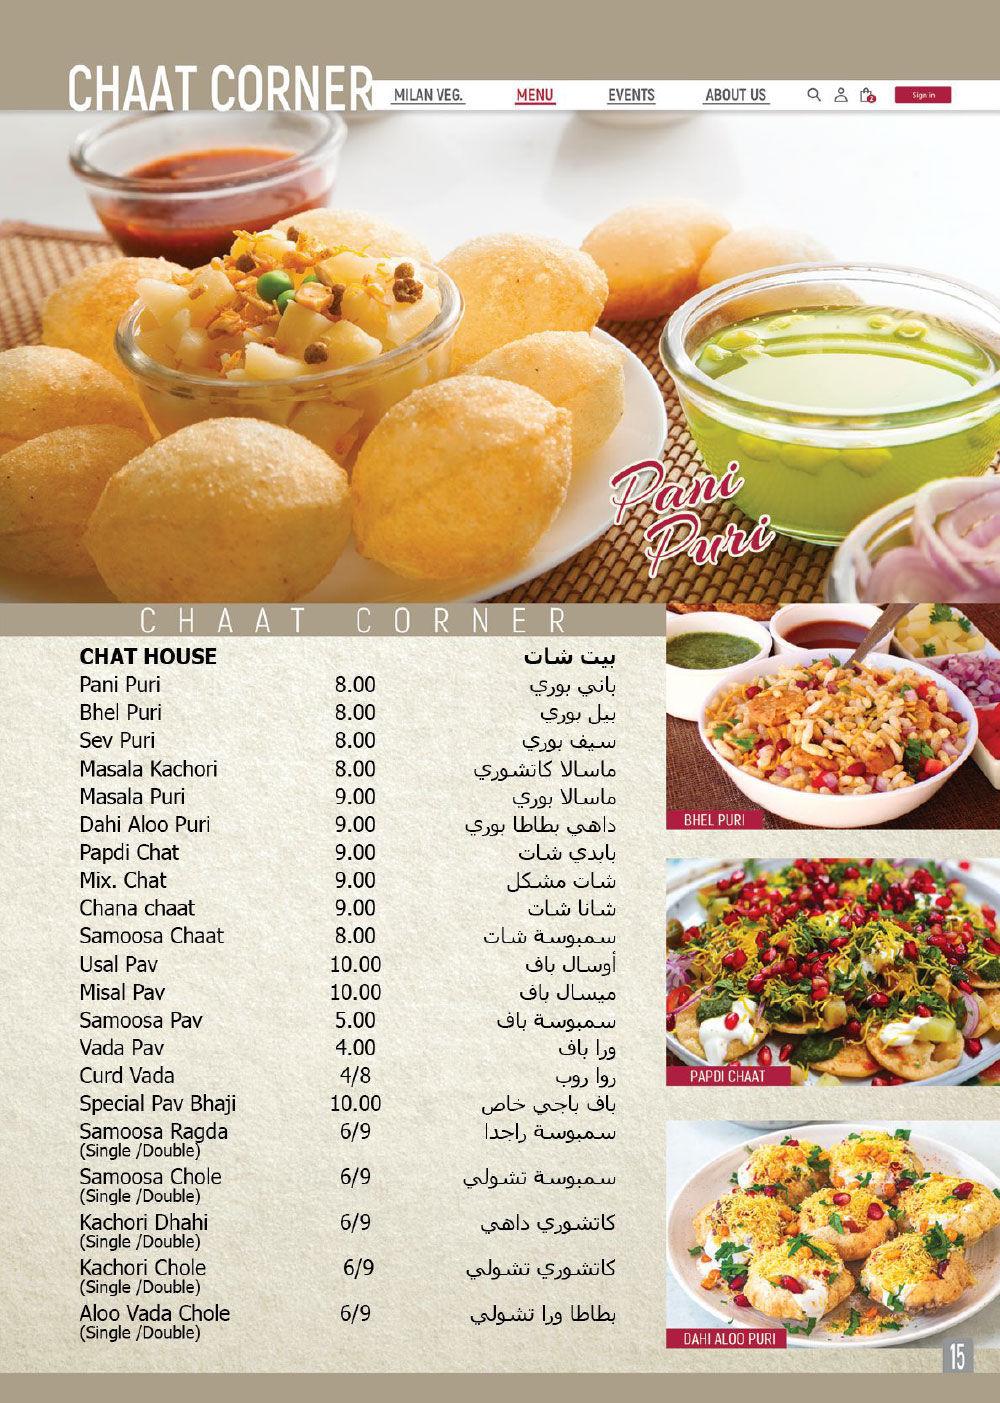 CHAAT CORNER
MILAN VEG. MENU EVENTS ABOUT US 2 Sign in
Pani
Puri
CHAAT CORNER
CHAT HOUSE بيت شات
Pani Puri 8.00 باني بوري
Bhel Puri 8.00 بيل بوري
Sev Puri 8.00 سيف بوري
Masala Kachori 8.00 ماسالا كاتشوري
Masala Puri 9.00 ماسالا بوري
Dahi Aloo Puri 9.00 داهي بطاطا بوري
Papdi Chat 9.00 بابدي شات
Mix. Chat 9.00 شات مشكل
Chana chaat 9.00 شانا شات
Samoosa Chaat 8.00 سمبوسة شات
Usal Pav 10.00 أوسال باف
Misal Pav 10.00 ميسال باف
Samoosa Pav 5.00 سمبوسة باف
Vada Pav 4.00 ورا باف
Curd Vada 4/8 روا روب
Special Pav Bhaji 10.00 باف باجي خاص
Samoosa Ragda 6/9 سمبوسة راجدا
(Single /Double)
Samoosa Chole 6/9 سمبوسة تشولي
(Single /Double)
Kachori Dhahi 6/9 كاتشوري داهي
(Single /Double)
Kachori Chole 6/9 كاتشوري تشولي
(Single /Double)
Aloo Vada Chole 6/9 بطاطا ورا تشولي
(Single /Double)
BHEL PURI
PAPDI CHAAT
DAHI ALOO PURI
15